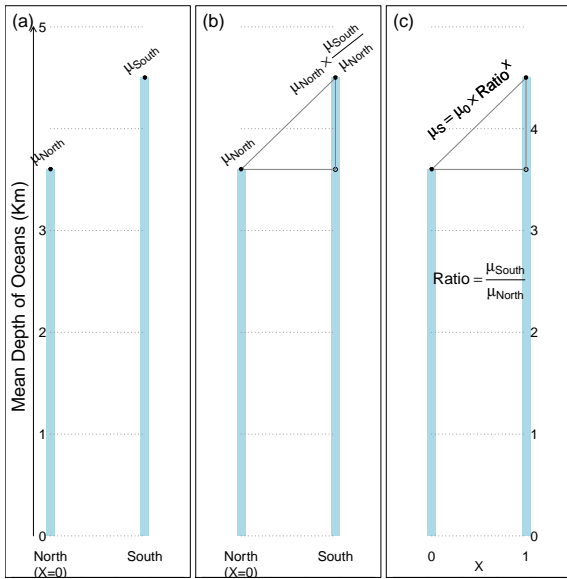 (a)
5
μSouth
μNorth
3
2
1
0
Mean Depth of Oceans (Km)
North
(X=0)
South
(b)
μNorth × μSouth
μNorth
μNorth
North
(X=0)
South
(c)
μS = μ0 × Ratio^X
4
3
Ratio = μSouth
μNorth
2
1
0
0
1
X